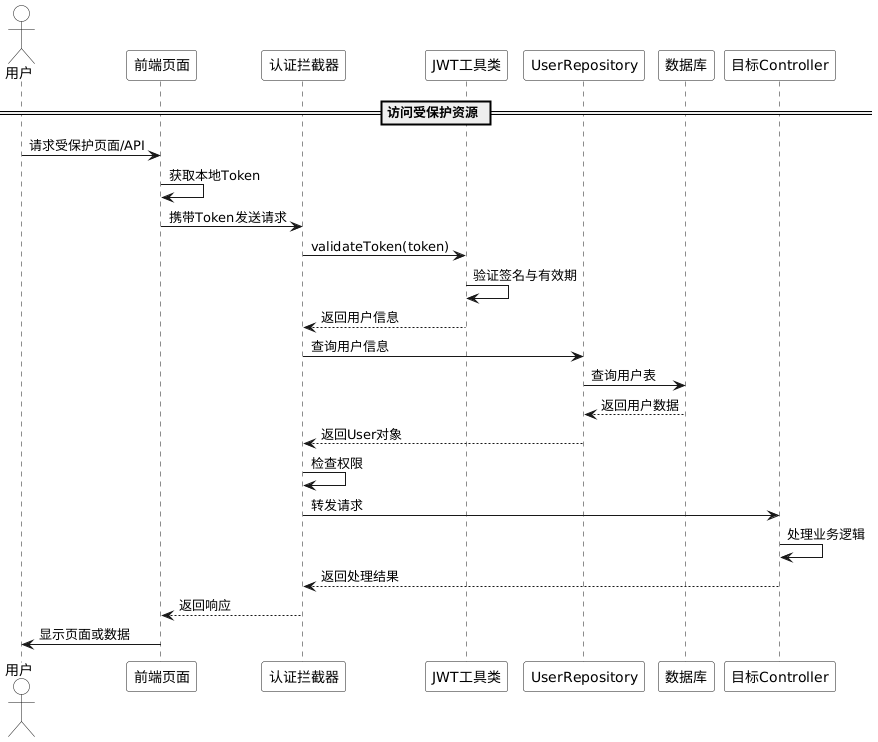 用户
前端页面
认证拦截器
JWT工具类
UserRepository
数据库
目标Controller
访问受保护资源
请求受保护页面/API
获取本地Token
携带Token发送请求
validateToken(token)
验证签名与有效期
返回用户信息
查询用户信息
查询用户表
返回用户数据
返回User对象
检查权限
转发请求
处理业务逻辑
返回处理结果
返回响应
显示页面或数据
用户
前端页面
认证拦截器
JWT工具类
UserRepository
数据库
目标Controller